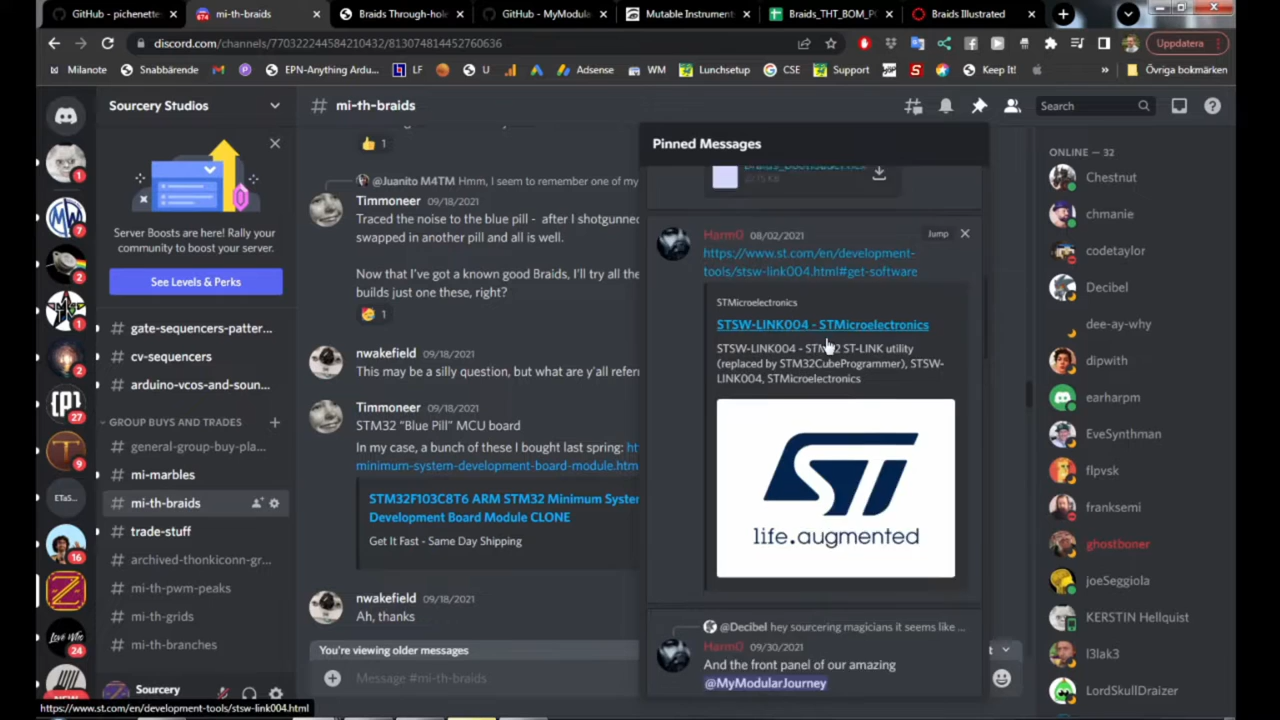 GitHub - pichenette
mi-th-braids
Braids Through-hol
GitHub - MyModula
Mutable Instrument
Braids_THT_BOM_P
Braids Illustrated
discord.com/channels/770322244584210432/813074814452760636
Uppdatera
Milanote
Snabbärende
EPN-Anything Ardu...
LF
U
Adsense
WM
Lunchsetup
CSE
Support
Keep It!
Övriga bokmärken
Sourcery Studios
# mi-th-braids
Search
Pinned Messages
Server Boosts are here! Rally your
community to boost your server.
See Levels & Perks
# gate-sequencers-patter...
# cv-sequences
# arduino-vcos-and-soun...
GROUP BUYS AND TRADES
# general-group-buy-pla...
# mi-marbles
# mi-th-braids
# trade-stuff
# archived-thonkiconn-gr...
# mi-th-pwm-peaks
# mi-th-grids
# mi-th-branches
Sourcery
1
@Juanito M4TM Hmm, I seem to remember one of my
Timmoneer 09/18/2021
Traced the noise to the blue pill - after I shotgunned
swapped in another pill and all is well.
Now that I've got a known good Braids, I'll try all the
builds just one these, right?
1
nwakefield 09/18/2021
This may be a silly question, but what are y'all refer
Timmoneer 09/18/2021
STM32 "Blue Pill" MCU board
In my case, a bunch of these I bought last spring: ht
minimum-system-development-board-module.htm
STM32F103C8T6 ARM STM32 Minimum Syste
Development Board Module CLONE
Get It Fast - Same Day Shipping
nwakefield 09/18/2021
Ah, thanks
You're viewing older messages
Message #mi-th-braids
Harm0 08/02/2021
Jump
https://www.st.com/en/development-
tools/stsw-link004.html#get-software
STMicroelectronics
STSW-LINK004 - STMicroelectronics
STSW-LINK004 - STM32 ST-LINK utility
(replaced by STM32CubeProgrammer), STSW-
LINK004, STMicroelectronics
ST
life.augmented
@Decibel hey sourcering magicians it seems like ...
Harm0 09/30/2021
And the front panel of our amazing
@MyModularJourney
ONLINE — 32
Chestnut
chmanie
codetaylor
Decibel
dee-ay-why
dipwith
earharpm
EveSynthman
flpvsk
franksemi
ghostboner
joeSeggiola
KERSTIN Hellquist
l3lak3
LordSkullDraizer
https://www.st.com/en/development-tools/stsw-link004.html